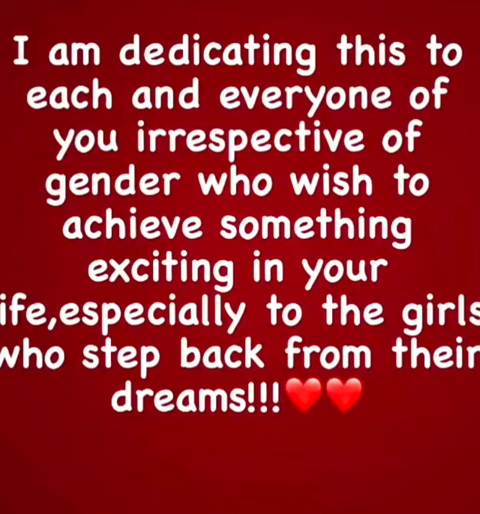 I am dedicating this to
each and everyone of
you irrespective of
gender who wish to
achieve something
exciting in your
ife,especially to the girls
who step back from their
dreams!!!❤️❤️